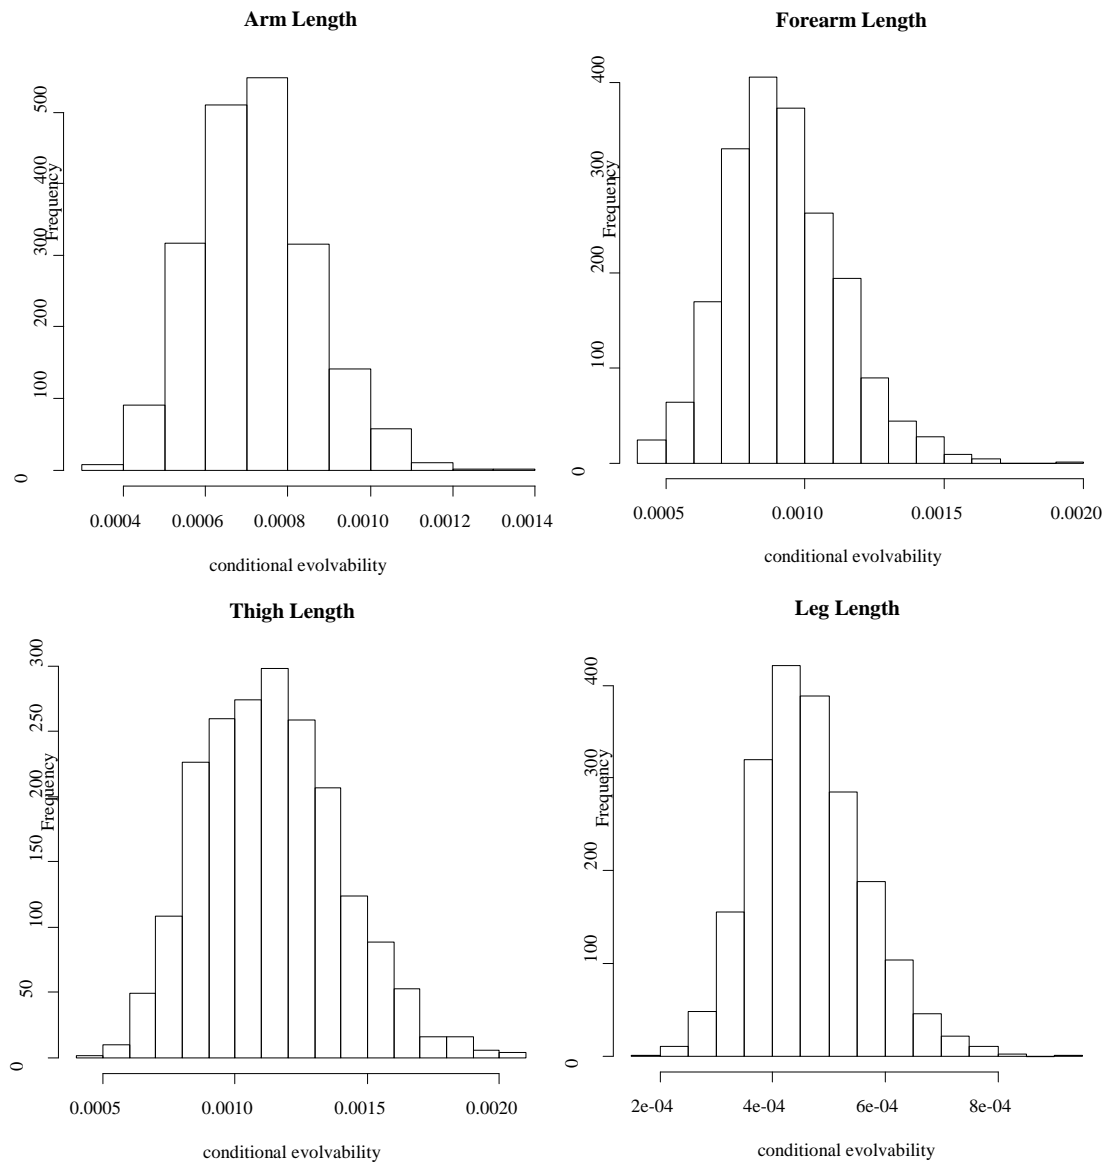 Arm Length
Frequency
0
100
200
300
400
500
0.0004 0.0006 0.0008 0.0010 0.0012 0.0014
conditional evolvability
Forearm Length
Frequency
0
100
200
300
400
0.0005 0.0010 0.0015 0.0020
conditional evolvability
Thigh Length
Frequency
0
50
100
150
200
250
300
0.0005 0.0010 0.0015 0.0020
conditional evolvability
Leg Length
Frequency
0
100
200
300
400
2e-04 4e-04 6e-04 8e-04
conditional evolvability